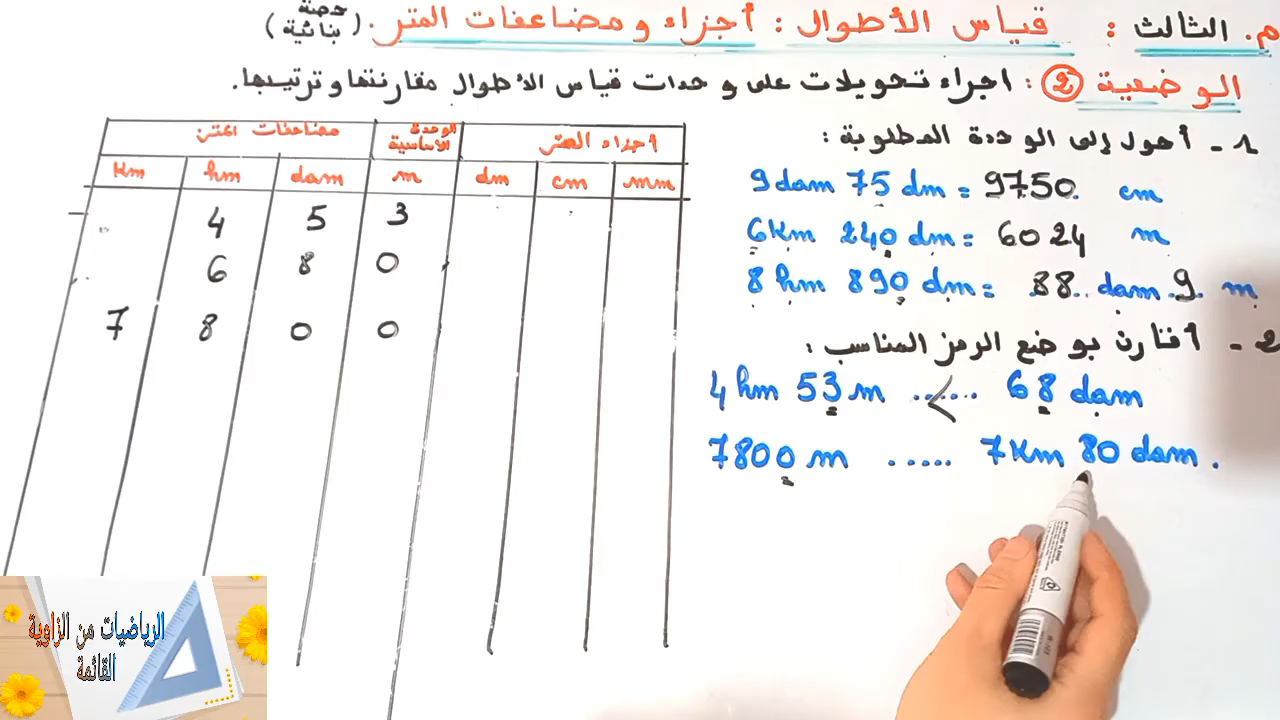 م. الثالث : قياس الأطوال : أجزاء و مضاعفات المتر. (حصة بنائية)
الوضعية 2 : اجراء تحويلات على وحدات قياس الأطوال مقارنتها و ترتيبها.
1 - أحول إلى الوحدة المطلوبة :
9 dam 75 dm = 9750. cm
6 Km 240 dm = 6024 m
8 hm 890 dm = .88.. dam .9. m
2 - أقارن بوضع الرمز المناسب :
4 hm 53 m ...<... 68 dam
7800 m ..... 7 Km 80 dam .
مضاعفات المتر الوحدة الأساسية أجزاء المتر
Km hm dam m dm cm mm
4 5 3
6 8 0
7 8 0 0
الرياضيات من الزاوية
القائمة